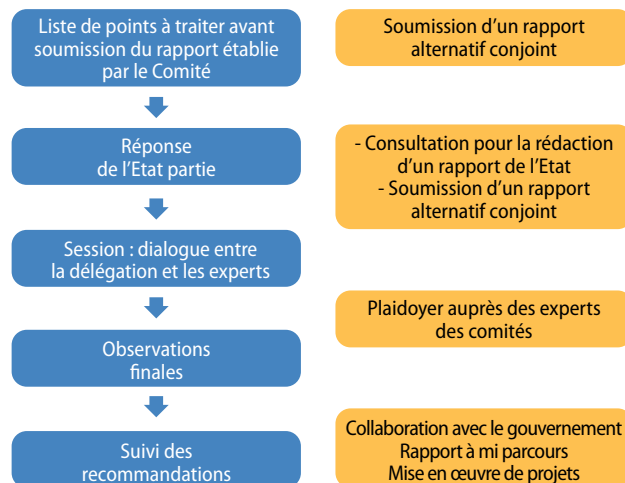 Liste de points à traiter avant
soumission du rapport établie
par le Comité
Soumission d'un rapport
alternatif conjoint
Réponse
de l'Etat partie
- Consultation pour la rédaction
d'un rapport de l'Etat
- Soumission d'un rapport
alternatif conjoint
Session : dialogue entre
la délégation et les experts
Plaidoyer auprès des experts
des comités
Observations
finales
Suivi des
recommandations
Collaboration avec le gouvernement
Rapport à mi parcours
Mise en œuvre de projets